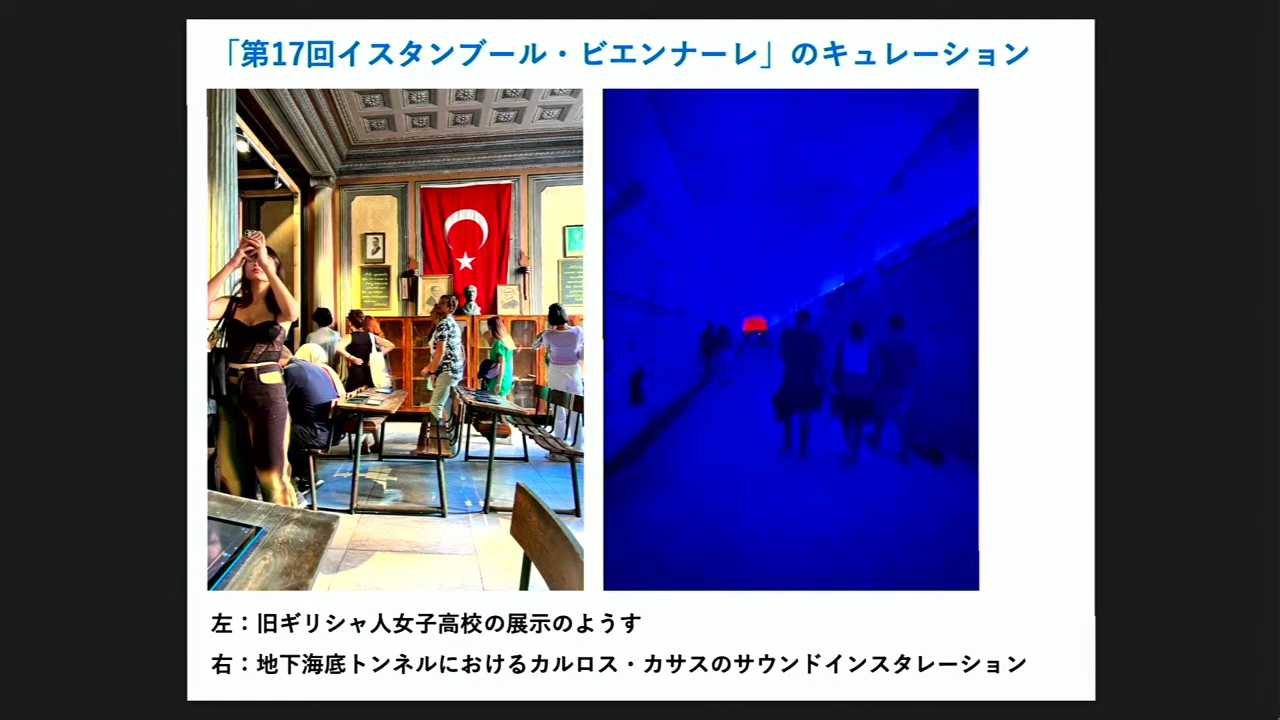 「第17回イスタンブール・ビエンナーレ」のキュレーション
左：旧ギリシャ人女子高校の展示のようす
右：地下海底トンネルにおけるカルロス・カサスのサウンドインスタレーション